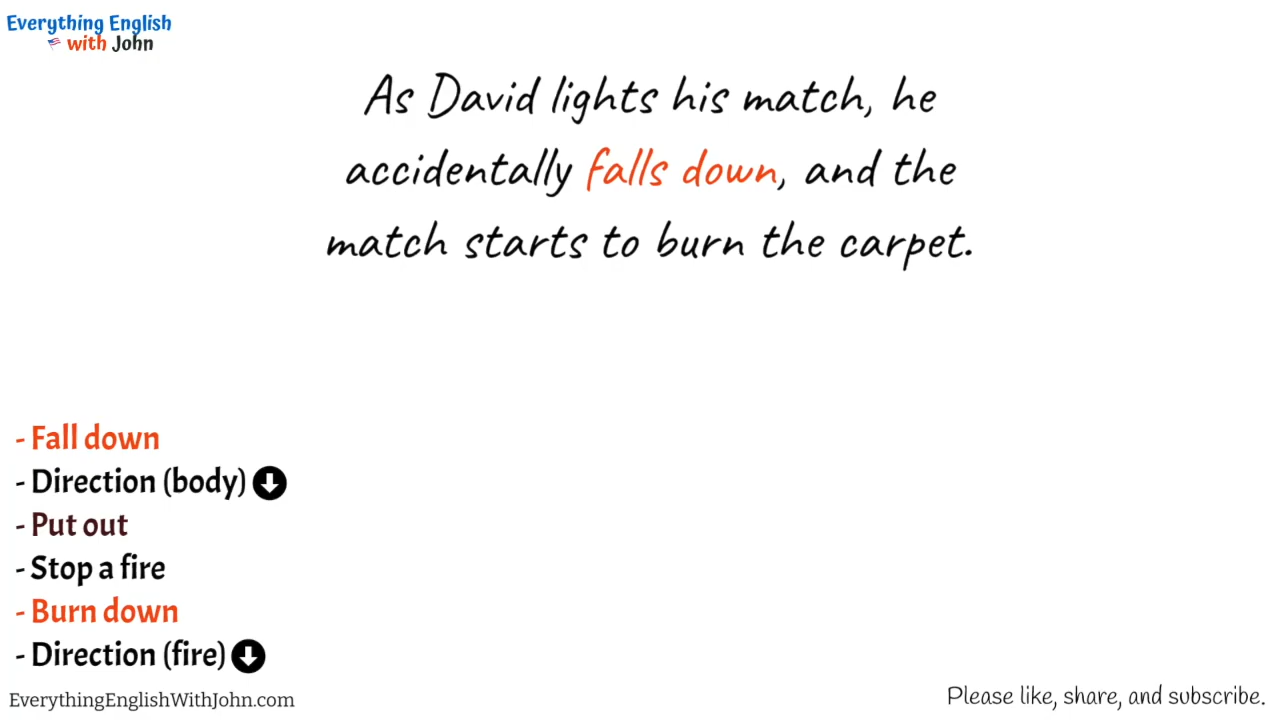 Everything English
with John
As David lights his match, he
accidentally falls down, and the
match starts to burn the carpet.
- Fall down
- Direction (body)
- Put out
- Stop a fire
- Burn down
- Direction (fire)
EverythingEnglishWithJohn.com
Please like, share, and subscribe.